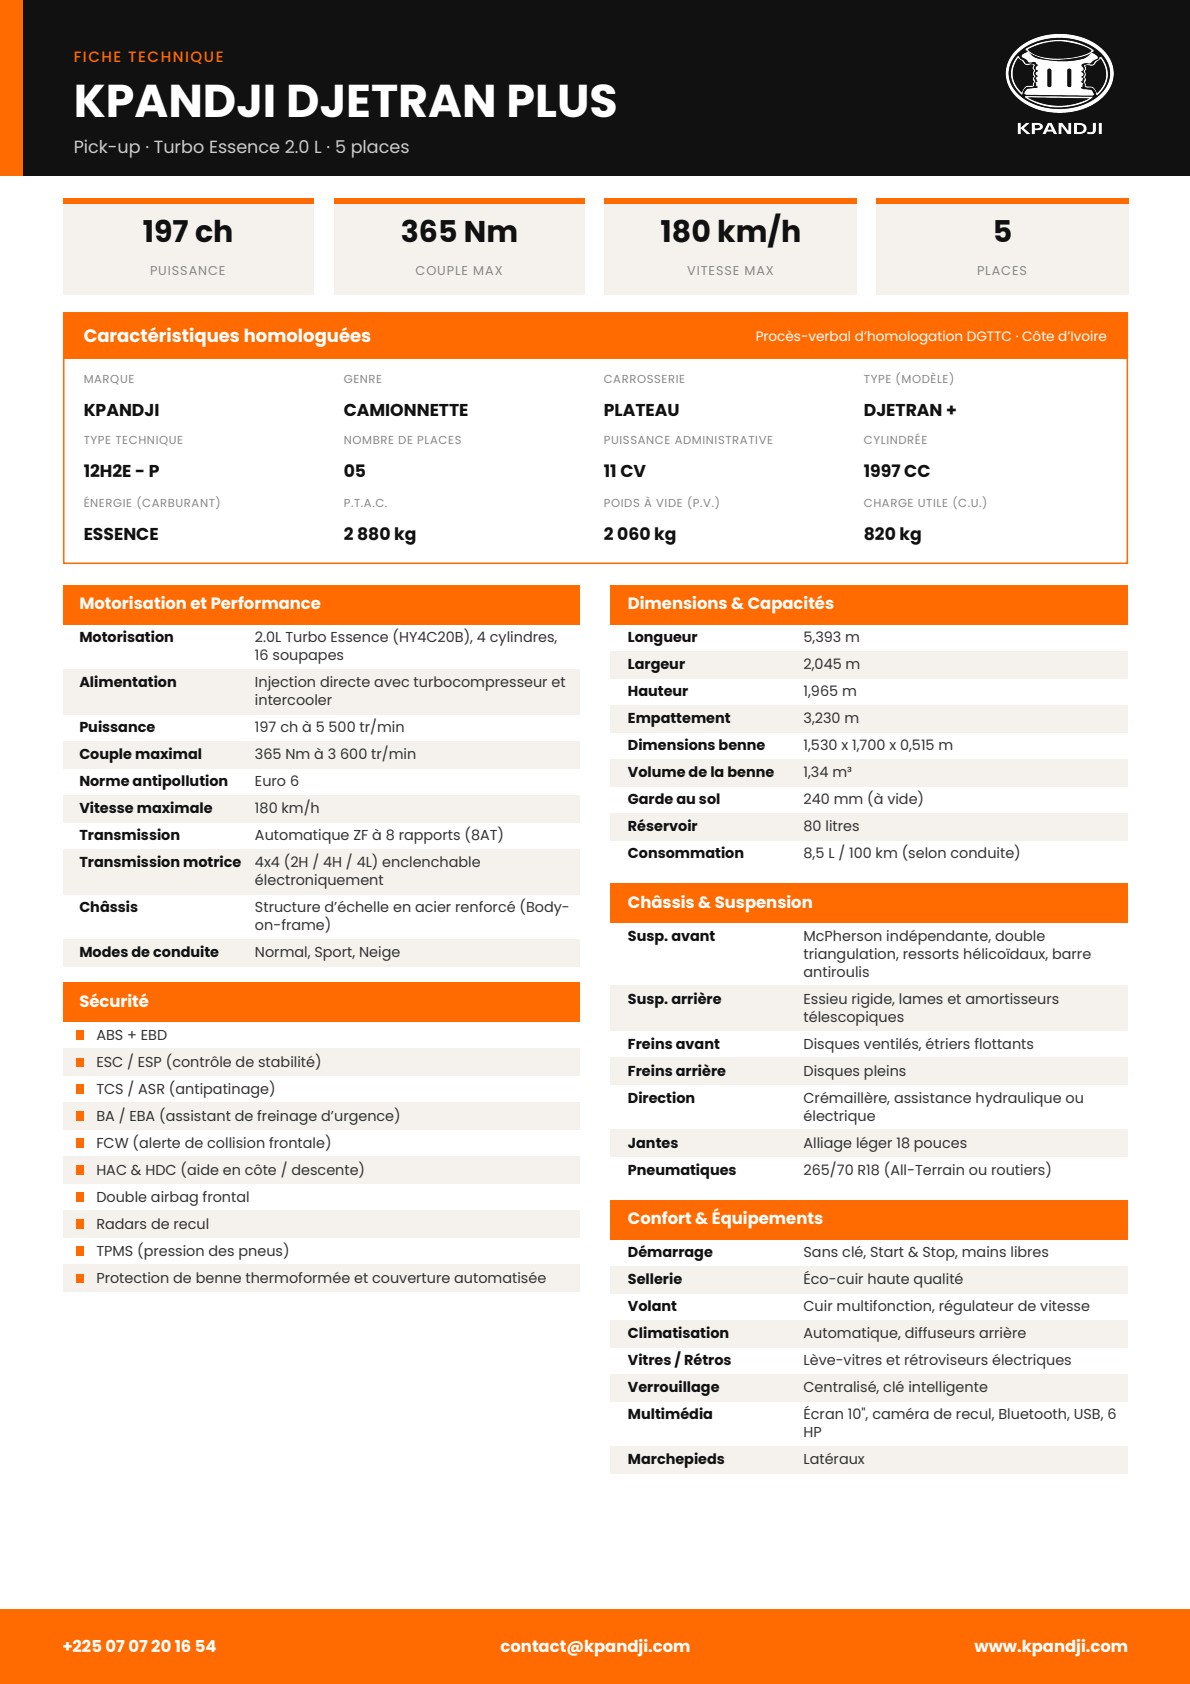 FICHE TECHNIQUE
KPANDJI DJETRAN PLUS
Pick-up · Turbo Essence 2.0 L · 5 places
KPANDJI
197 ch
PUISSANCE
365 Nm
COUPLE MAX
180 km/h
VITESSE MAX
5
PLACES
Caractéristiques homologuées
Procès-verbal d’homologation DGTTC · Côte d’Ivoire
MARQUE GENRE CARROSSERIE TYPE (MODÈLE)
KPANDJI CAMIONNETTE PLATEAU DJETRAN +
TYPE TECHNIQUE NOMBRE DE PLACES PUISSANCE ADMINISTRATIVE CYLINDRÉE
12H2E - P 05 11 CV 1997 CC
ÉNERGIE (CARBURANT) P.T.A.C. POIDS À VIDE (P.V.) CHARGE UTILE (C.U.)
ESSENCE 2 880 kg 2 060 kg 820 kg
Motorisation et Performance
Motorisation 2.0L Turbo Essence (HY4C20B), 4 cylindres,
16 soupapes
Alimentation Injection directe avec turbocompresseur et
intercooler
Puissance 197 ch à 5 500 tr/min
Couple maximal 365 Nm à 3 600 tr/min
Norme antipollution Euro 6
Vitesse maximale 180 km/h
Transmission Automatique ZF à 8 rapports (8AT)
Transmission motrice 4x4 (2H / 4H / 4L) enclenchable
électroniquement
Châssis Structure d’échelle en acier renforcé (Body-
on-frame)
Modes de conduite Normal, Sport, Neige
Sécurité
ABS + EBD
ESC / ESP (contrôle de stabilité)
TCS / ASR (antipatinage)
BA / EBA (assistant de freinage d’urgence)
FCW (alerte de collision frontale)
HAC & HDC (aide en côte / descente)
Double airbag frontal
Radars de recul
TPMS (pression des pneus)
Protection de benne thermoformée et couverture automatisée
Dimensions & Capacités
Longueur 5,393 m
Largeur 2,045 m
Hauteur 1,965 m
Empattement 3,230 m
Dimensions benne 1,530 x 1,700 x 0,515 m
Volume de la benne 1,34 m³
Garde au sol 240 mm (à vide)
Réservoir 80 litres
Consommation 8,5 L / 100 km (selon conduite)
Châssis & Suspension
Susp. avant McPherson indépendante, double
triangulation, ressorts hélicoïdaux, barre
antiroulis
Susp. arrière Essieu rigide, lames et amortisseurs
télescopiques
Freins avant Disques ventilés, étriers flottants
Freins arrière Disques pleins
Direction Crémaillère, assistance hydraulique ou
électrique
Jantes Alliage léger 18 pouces
Pneumatiques 265/70 R18 (All-Terrain ou routiers)
Confort & Équipements
Démarrage Sans clé, Start & Stop, mains libres
Sellerie Éco-cuir haute qualité
Volant Cuir multifonction, régulateur de vitesse
Climatisation Automatique, diffuseurs arrière
Vitres / Rétros Lève-vitres et rétroviseurs électriques
Verrouillage Centralisé, clé intelligente
Multimédia Écran 10", caméra de recul, Bluetooth, USB, 6
HP
Marchepieds Latéraux
+225 07 07 20 16 54
contact@kpandji.com
www.kpandji.com